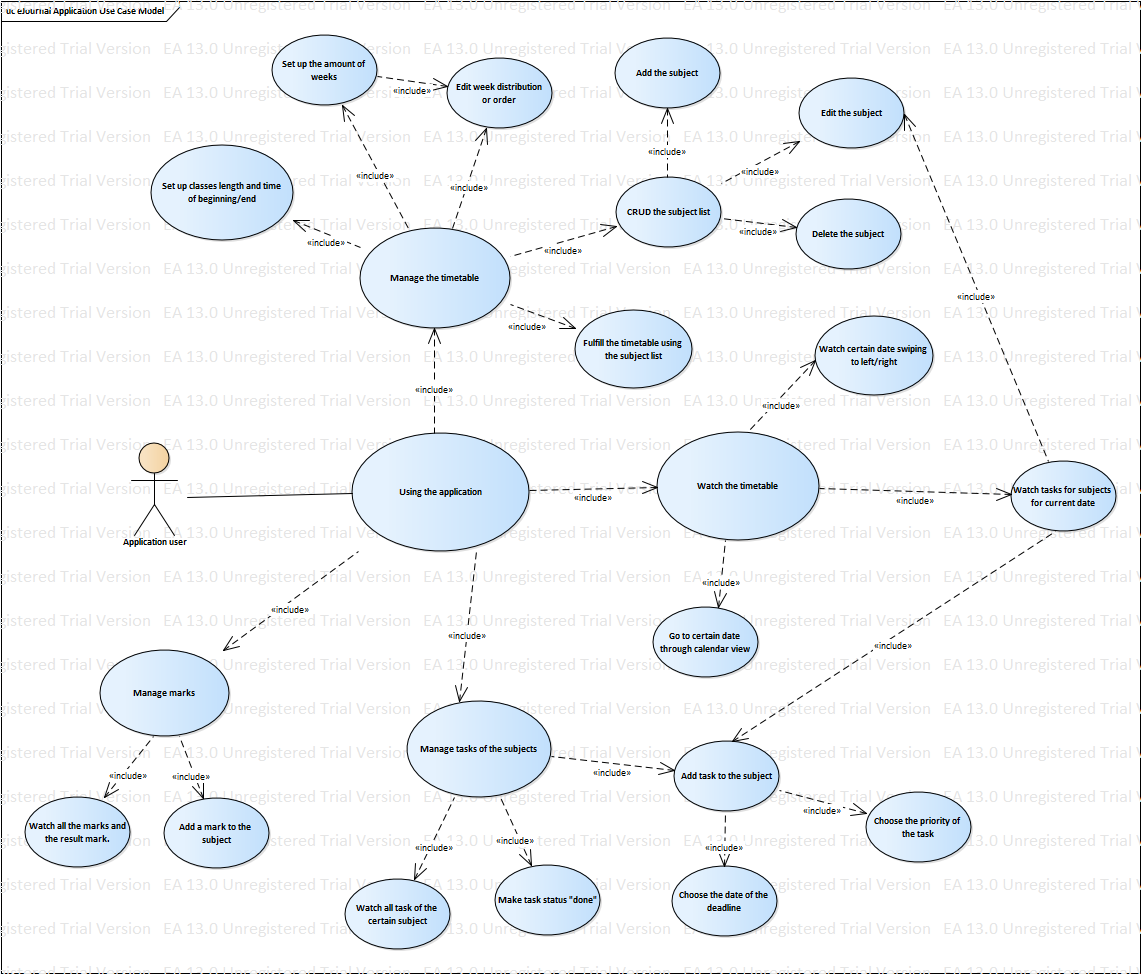 uc eJournal Application Use Case Model
Set up the amount of
weeks
«include»
Edit week distribution
or order
Add the subject
Edit the subject
«include»
«include»
«include»
«include»
Set up classes length and time
of beginning/end
CRUD the subject list
«include»
Delete the subject
«include»
«include»
Manage the timetable
«include»
«include»
Fulfill the timetable using
the subject list
Watch certain date swiping
to left/right
«include»
«include»
Using the application
«include»
Watch the timetable
«include»
Watch tasks for subjects
for current date
Application user
«include»
«include»
«include»
Go to certain date
through calendar view
«include»
Manage marks
Manage tasks of the subjects
«include»
Add task to the subject
«include»
«include»
«include»
Choose the priority of
the task
Watch all the marks and
the result mark.
Add a mark to the
subject
«include»
«include»
«include»
Watch all task of the
certain subject
Make task status "done"
Choose the date of the
deadline
EA 13.0 Unregistered Trial Version